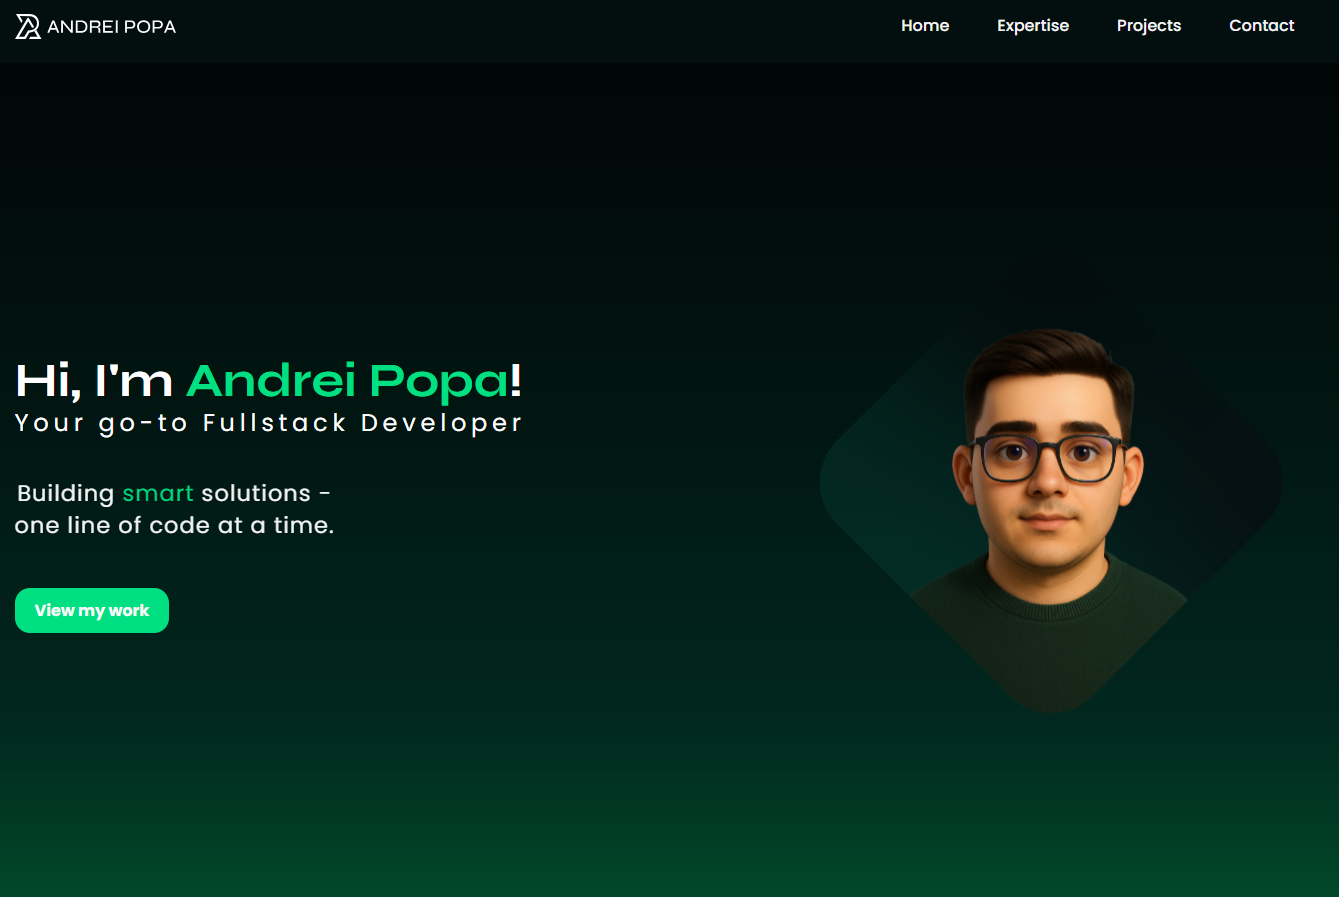 ANDREI POPA
Home Expertise Projects Contact
Hi, I'm Andrei Popa!
Your go-to Fullstack Developer
Building smart solutions -
one line of code at a time.
View my work